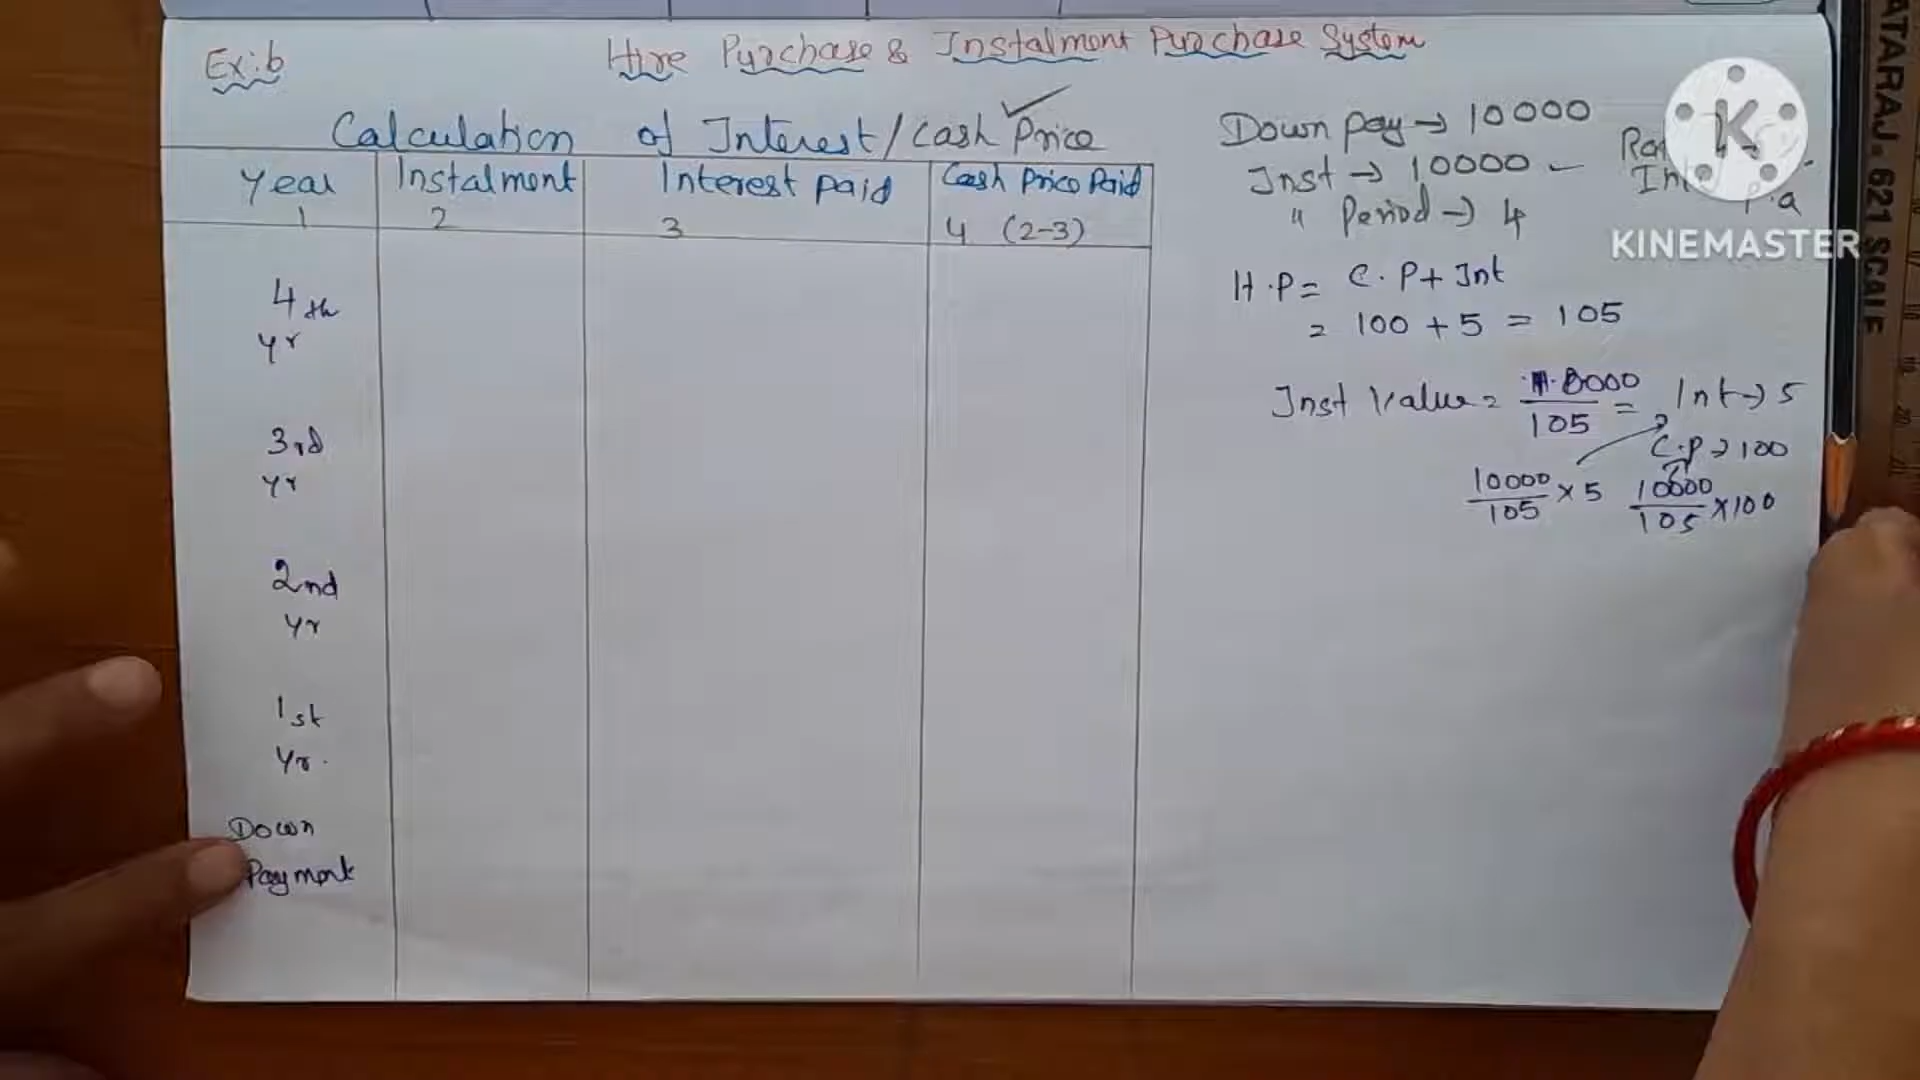 Ex:6
Hire Purchase & Instalment Purchase System
Calculation of Interest/Cash Price
Year Instalment Interest Paid Cash Price Paid
1 2 3 4 (2-3)
4th
yr
3rd
yr
2nd
yr
1st
yr.
Down
Payment
Down pay → 10000
Inst → 10000 -
" Period → 4
p.a
H.P = C.P + Int
= 100 + 5 = 105
Inst Value =
105
= Int → 5
C.P → 100
10000
105
× 5
10000
105
× 100
K
KINEMASTER
ATARAJ. 621 SCALE